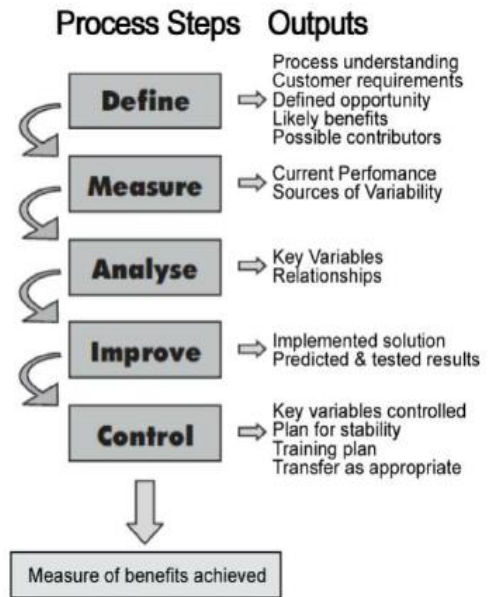 Process Steps Outputs
Define
Process understanding
Customer requirements
Defined opportunity
Likely benefits
Possible contributors
Measure
Current Perfomance
Sources of Variability
Analyse
Key Variables
Relationships
Improve
Implemented solution
Predicted & tested results
Control
Key variables controlled
Plan for stability
Training plan
Transfer as appropriate
Measure of benefits achieved